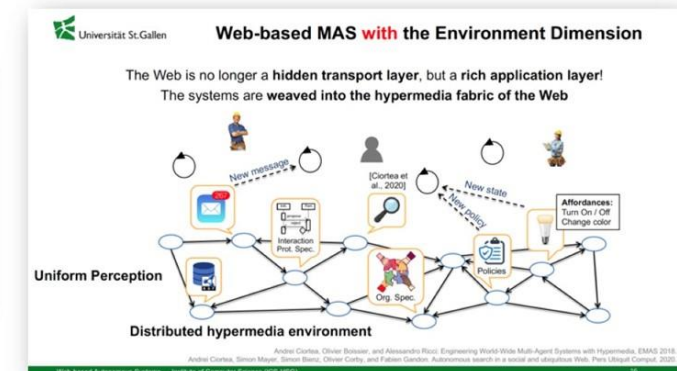 Universität St.Gallen
Web-based MAS with the Environment Dimension
The Web is no longer a hidden transport layer, but a rich application layer!
The systems are weaved into the hypermedia fabric of the Web
New message
[Ciortea et
al., 2020]
New state
New policy
267
Affordances:
Turn On / Off
Change color
Interaction
Prot. Spec.
Org. Spec.
Policies
Uniform Perception
Distributed hypermedia environment
Andrei Ciortea, Olivier Boissier, and Alessandro Ricci; Engineering World-Wide Multi-Agent Systems with Hypermedia, EMAS 2018.
Andrei Ciortea, Simon Mayer, Simon Bienz, Olivier Corby, and Fabien Gandon. Autonomous search in a social and ubiquitous Web. Pers Ubiquit Comput. 2020.